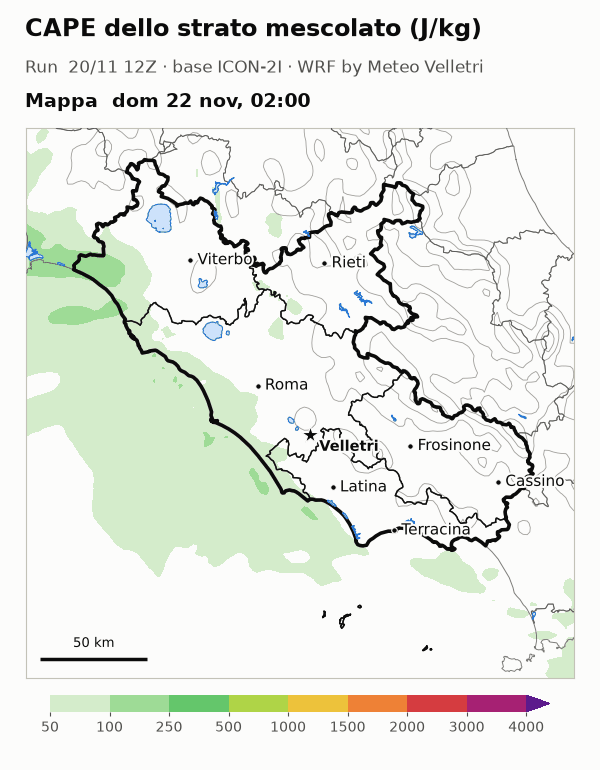 CAPE dello strato mescolato (J/kg)
Run 20/11 12Z · base ICON-2I · WRF by Meteo Velletri
Mappa dom 22 nov, 02:00
Viterbo
Rieti
Roma
Velletri
Frosinone
Cassino
Latina
Terracina
50 km
50 100 250 500 1000 1500 2000 3000 4000